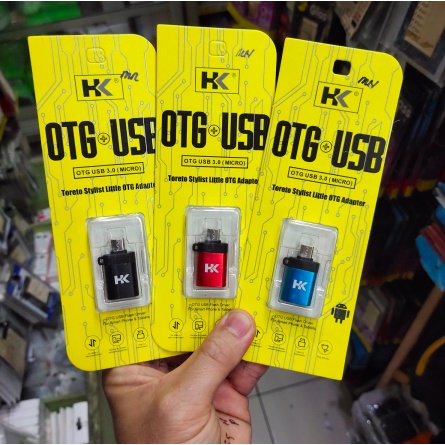 HK®
OTG+USB
OTG USB 3.0 (MICRO)
Toreto Stylist Little OTG Adapter
HK
HK®
OTG+USB
OTG USB 3.0 (MICRO)
Toreto Stylist Little OTG Adapter
HK
HK®
OTG+USB
OTG USB 3.0 (MICRO)
Toreto Stylist Little OTG Adapter
HK